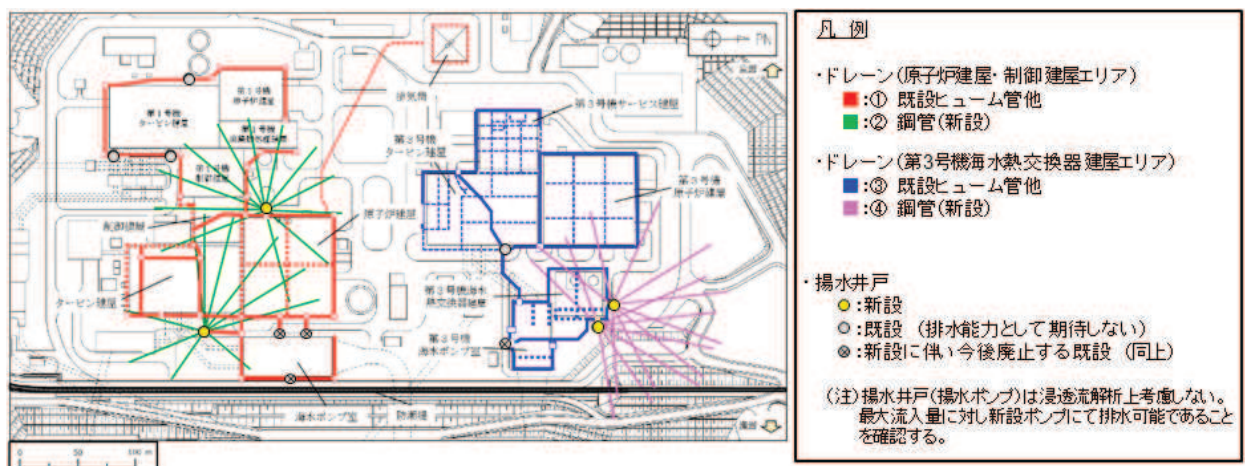 第1号機
原子炉建屋
第1号機
タービン建屋
第1号機
制御建屋
排気筒
第3号機サービス建屋
第3号機
タービン建屋
第3号機
原子炉建屋
原子炉建屋
制御建屋
タービン建屋
第3号機海水
熱交換器建屋
第3号機
海水ポンプ室
海水ポンプ室
防潮堤
PN
0 50 100 m
凡 例
・ドレーン(原子炉建屋・制御建屋エリア)
:① 既設ヒューム管他
:② 鋼管(新設)
・ドレーン(第3号機海水熱交換器建屋エリア)
:③ 既設ヒューム管他
:④ 鋼管(新設)
・揚水井戸
:新設
:既設 (排水能力として期待しない)
:新設に伴い今後廃止する既設 (同上)
(注)揚水井戸(揚水ポンプ)は浸透流解析上考慮しない。
最大流入量に対し新設ポンプにて排水可能であること
を確認する。